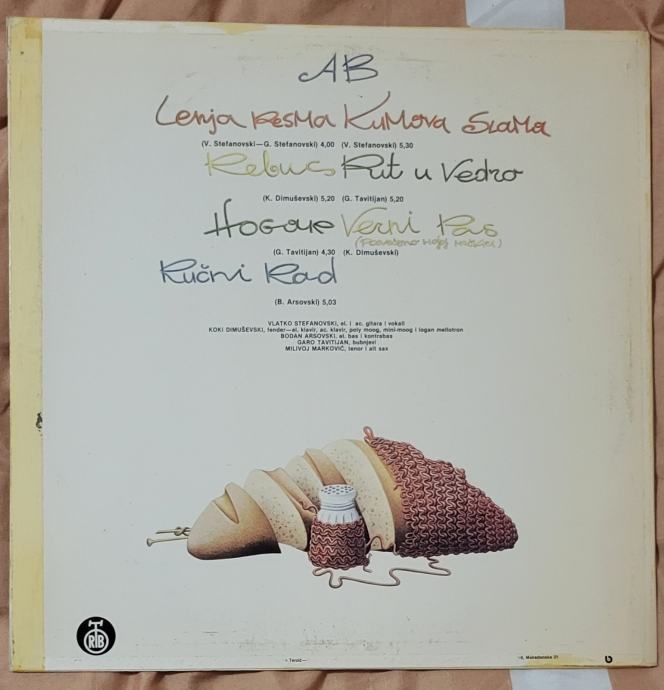 AB
Lenja pesma Kumova Slama
(V. Stefanovski—G. Stefanovski) 4,00 (V. Stefanovski) 5,30
Rebus Put u Vedro
(K. Dimuševski) 5,20 (G. Tavitijan) 5,20
Hogar Verni Pas
(Posvećeno mojoj mački)
(G. Tavitijan) 4,30 (K. Dimuševski)
Ručni Rad
(B. Arsovski) 5,03
VLATKO STEFANOVSKI, el. i ac. gitara i vokali
KOKI DIMUŠEVSKI, fender—el. klavir, ac. klavir, poly moog, mini-moog i logan mellotron
BODAN ARSOVSKI, el. bas i kontrabas
GARO TAVITIJAN, bubnjevi
MILIVOJ MARKOVIĆ, tenor i alt sax
RTB